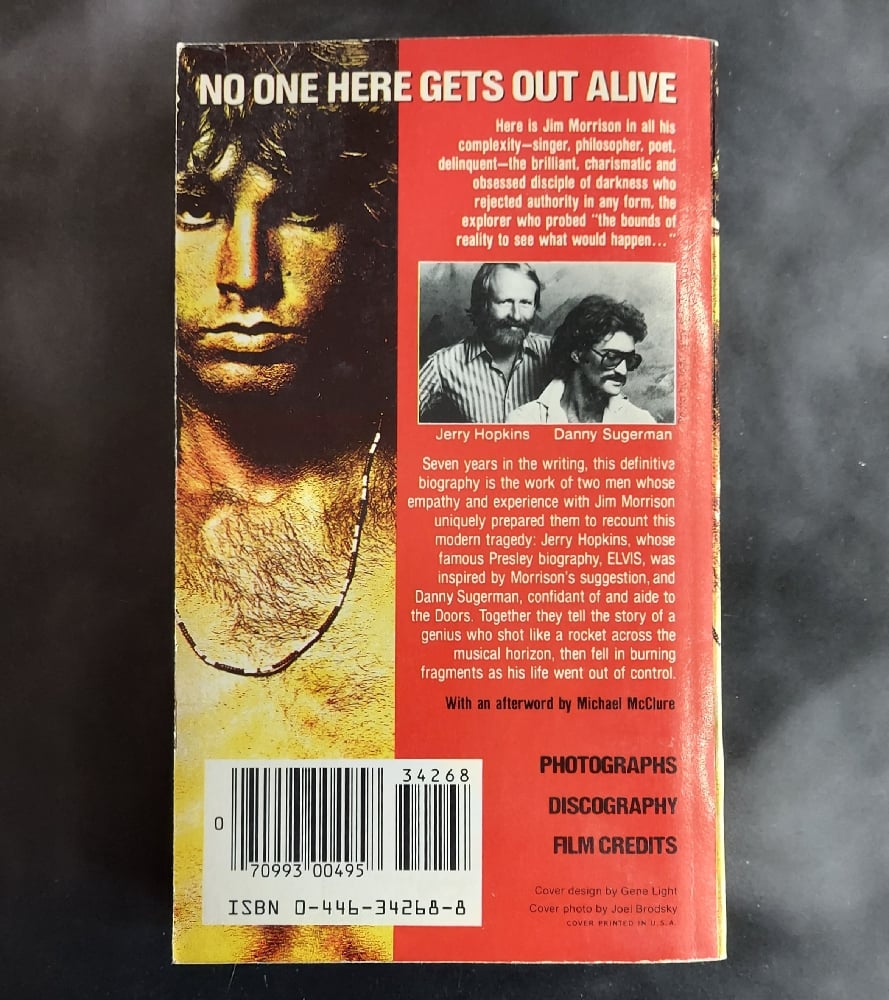 NO ONE HERE GETS OUT ALIVE
Here is Jim Morrison in all his
complexity—singer, philosopher, poet,
delinquent—the brilliant, charismatic and
obsessed disciple of darkness who
rejected authority in any form, the
explorer who probed "the bounds of
reality to see what would happen..."
Jerry Hopkins Danny Sugerman
Seven years in the writing, this definitive
biography is the work of two men whose
empathy and experience with Jim Morrison
uniquely prepared them to recount this
modern tragedy: Jerry Hopkins, whose
famous Presley biography, ELVIS, was
inspired by Morrison's suggestion, and
Danny Sugerman, confidant of and aide to
the Doors. Together they tell the story of a
genius who shot like a rocket across the
musical horizon, then fell in burning
fragments as his life went out of control.
With an afterword by Michael McClure
PHOTOGRAPHS
DISCOGRAPHY
FILM CREDITS
Cover design by Gene Light
Cover photo by Joel Brodsky
COVER PRINTED IN U.S.A.
34268
0
70993 00495
ISBN 0-446-34268-8